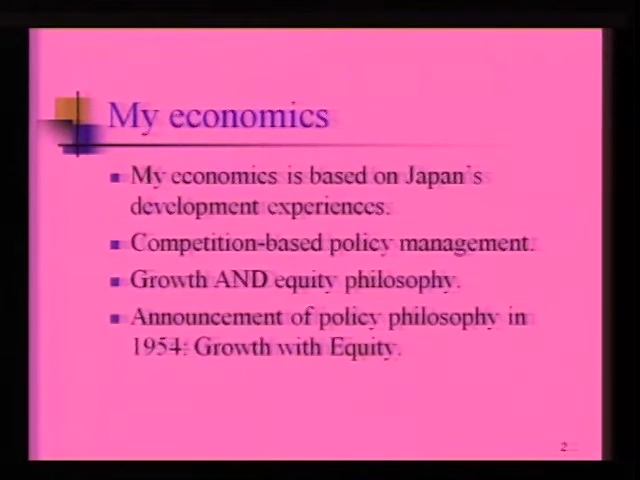 My economics
My economics is based on Japan's
development experiences.
Competition-based policy management.
Growth AND equity philosophy.
Announcement of policy philosophy in
1954: Growth with Equity.
2